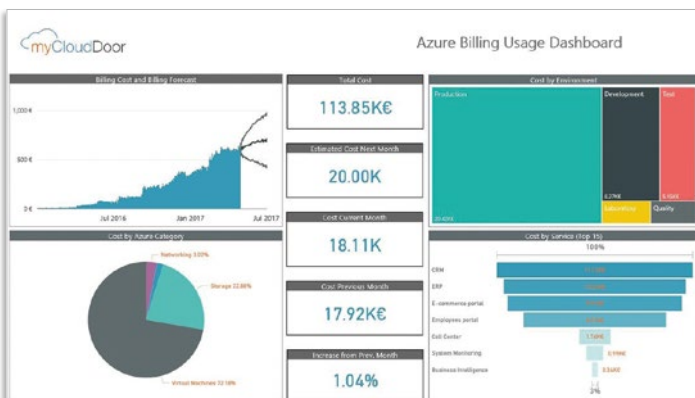 myCloudDoor
Azure Billing Usage Dashboard
Billing Cost and Billing Forecast
1,000 €
500 €
0 €
Jul 2016
Jan 2017
Jul 2017
Total Cost
113.85K€
Estimated Cost Next Month
20.00K
Cost Current Month
18.11K
Cost Previous Month
17.92K€
Increase from Prev. Month
1.04%
Cost by Environment
Production
Development
Test
Laboratory
Quality
Cost by Azure Category
Networking
Storage
Virtual Machines
Cost by Service (Top 15)
100%
CRM
ERP
E-commerce portal
Employees portal
Call Center
System Monitoring
Business Intelligence